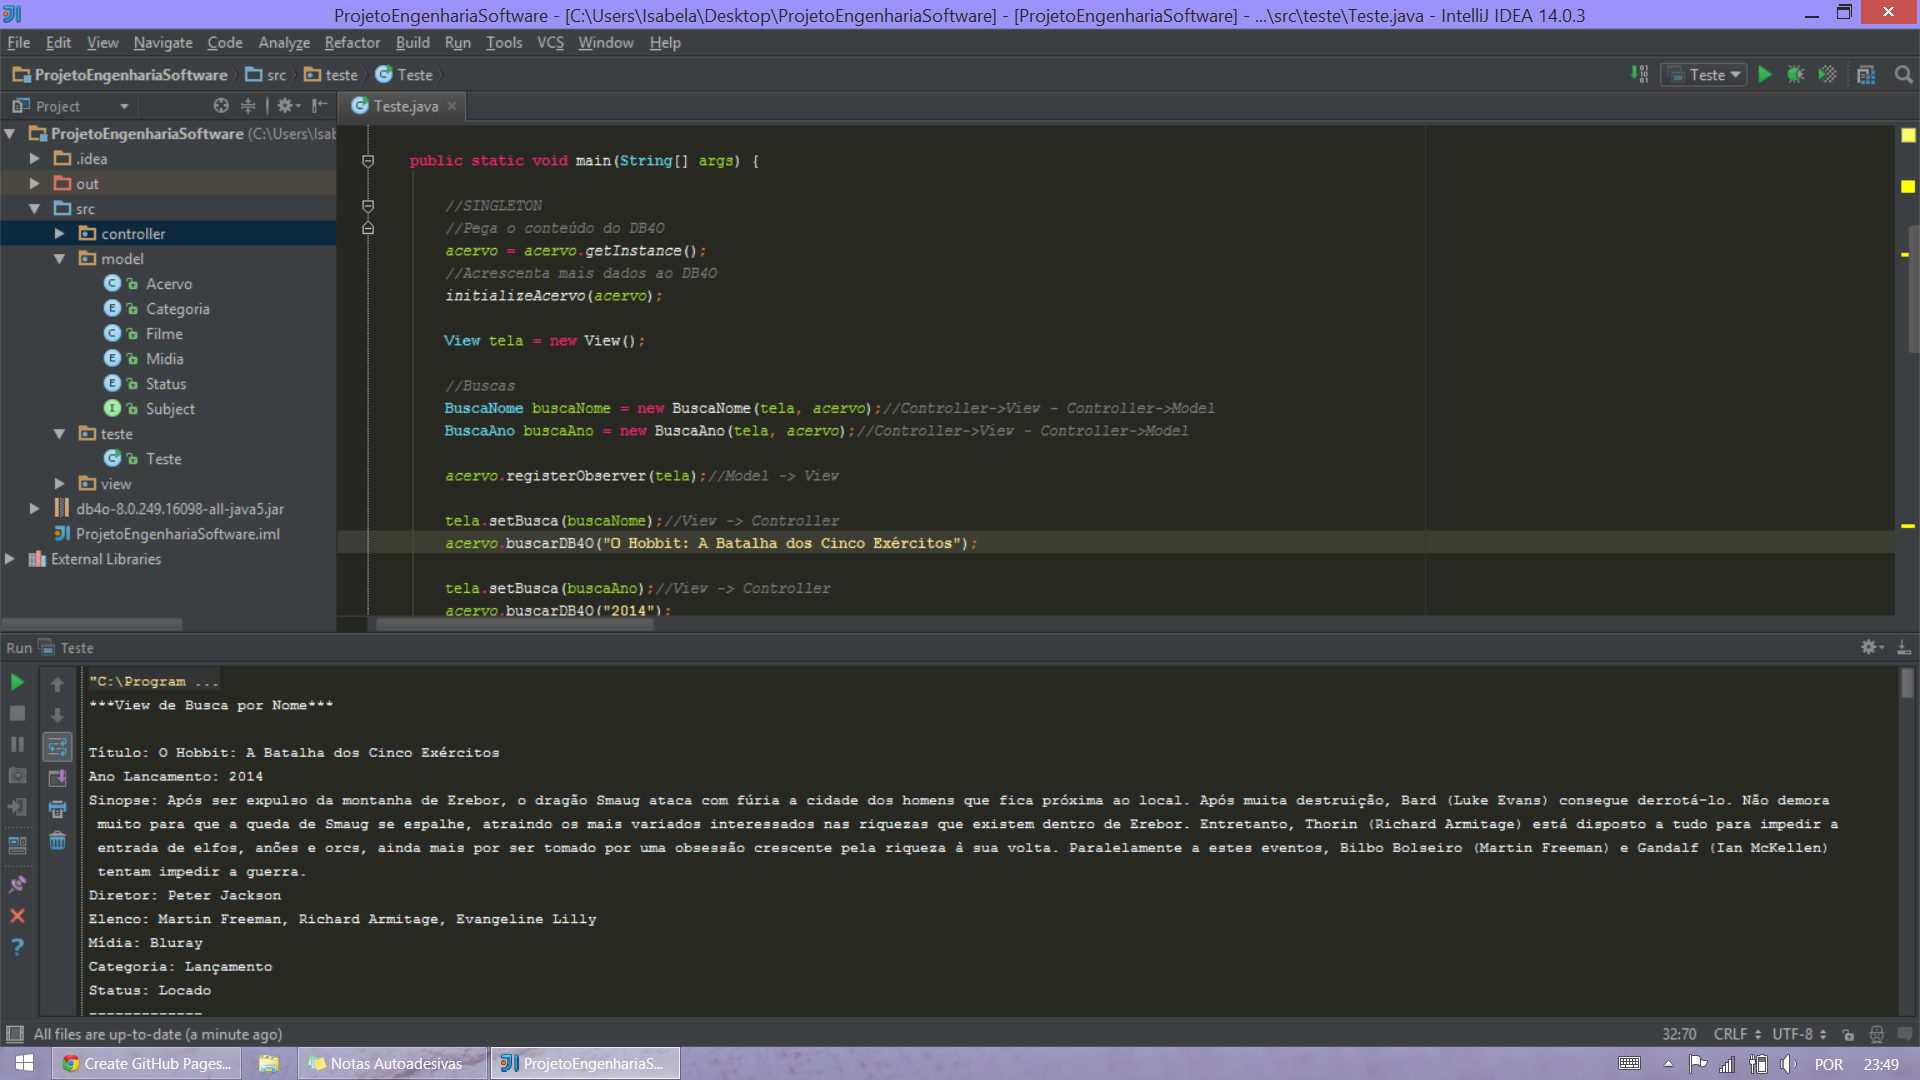 ProjetoEngenhariaSoftware - [C:\Users\Isabela\Desktop\ProjetoEngenhariaSoftware] - [ProjetoEngenhariaSoftware] - ...\src\teste\Teste.java - IntelliJ IDEA 14.0.3
File Edit View Navigate Code Analyze Refactor Build Run Tools VCS Window Help
ProjetoEngenhariaSoftware src teste Teste
Teste
Project
Teste.java
ProjetoEngenhariaSoftware (C:\Users\Isab
.idea
out
src
controller
model
Acervo
Categoria
Filme
Midia
Status
Subject
teste
Teste
view
db4o-8.0.249.16098-all-java5.jar
ProjetoEngenhariaSoftware.iml
External Libraries
public static void main(String[] args) {
//SINGLETON
//Pega o conteúdo do DB4O
acervo = acervo.getInstance();
//Acrescenta mais dados ao DB4O
initializeAcervo(acervo);
View tela = new View();
//Buscas
BuscaNome buscaNome = new BuscaNome(tela, acervo);//Controller->View - Controller->Model
BuscaAno buscaAno = new BuscaAno(tela, acervo);//Controller->View - Controller->Model
acervo.registerObserver(tela);//Model -> View
tela.setBusca(buscaNome);//View -> Controller
acervo.buscarDB4O("O Hobbit: A Batalha dos Cinco Exércitos");
tela.setBusca(buscaAno);//View -> Controller
acervo.buscarDB4O("2014");
Run Teste
"C:\Program ...
***View de Busca por Nome***
Título: O Hobbit: A Batalha dos Cinco Exércitos
Ano Lancamento: 2014
Sinopse: Após ser expulso da montanha de Erebor, o dragão Smaug ataca com fúria a cidade dos homens que fica próxima ao local. Após muita destruição, Bard (Luke Evans) consegue derrotá-lo. Não demora
muito para que a queda de Smaug se espalhe, atraindo os mais variados interessados nas riquezas que existem dentro de Erebor. Entretanto, Thorin (Richard Armitage) está disposto a tudo para impedir a
entrada de elfos, anões e orcs, ainda mais por ser tomado por uma obsessão crescente pela riqueza à sua volta. Paralelamente a estes eventos, Bilbo Bolseiro (Martin Freeman) e Gandalf (Ian McKellen)
tentam impedir a guerra.
Diretor: Peter Jackson
Elenco: Martin Freeman, Richard Armitage, Evangeline Lilly
Mídia: Bluray
Categoria: Lançamento
Status: Locado
-------------
All files are up-to-date (a minute ago)
32:70 CRLF UTF-8
Create GitHub Pages... Notas Autoadesivas ProjetoEngenhariaS... POR 23:49